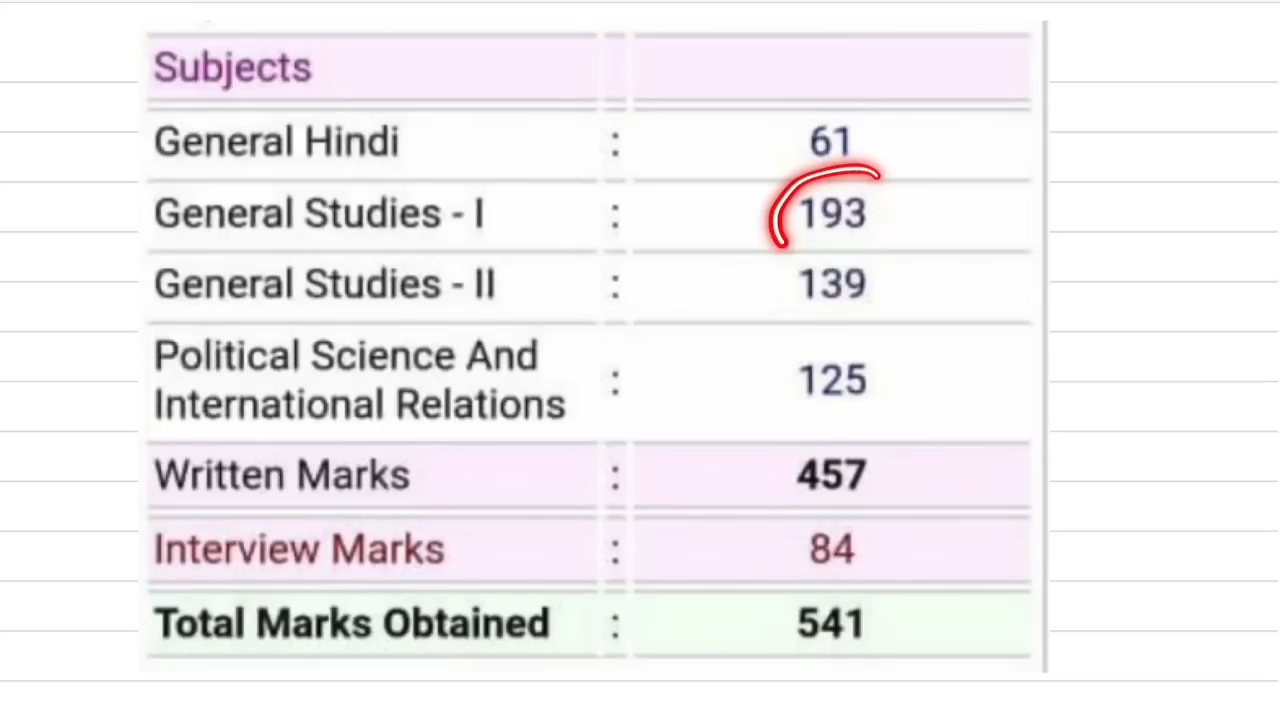 Subjects
General Hindi : 61
General Studies - I : 193
General Studies - II : 139
Political Science And
International Relations : 125
Written Marks : 457
Interview Marks : 84
Total Marks Obtained : 541